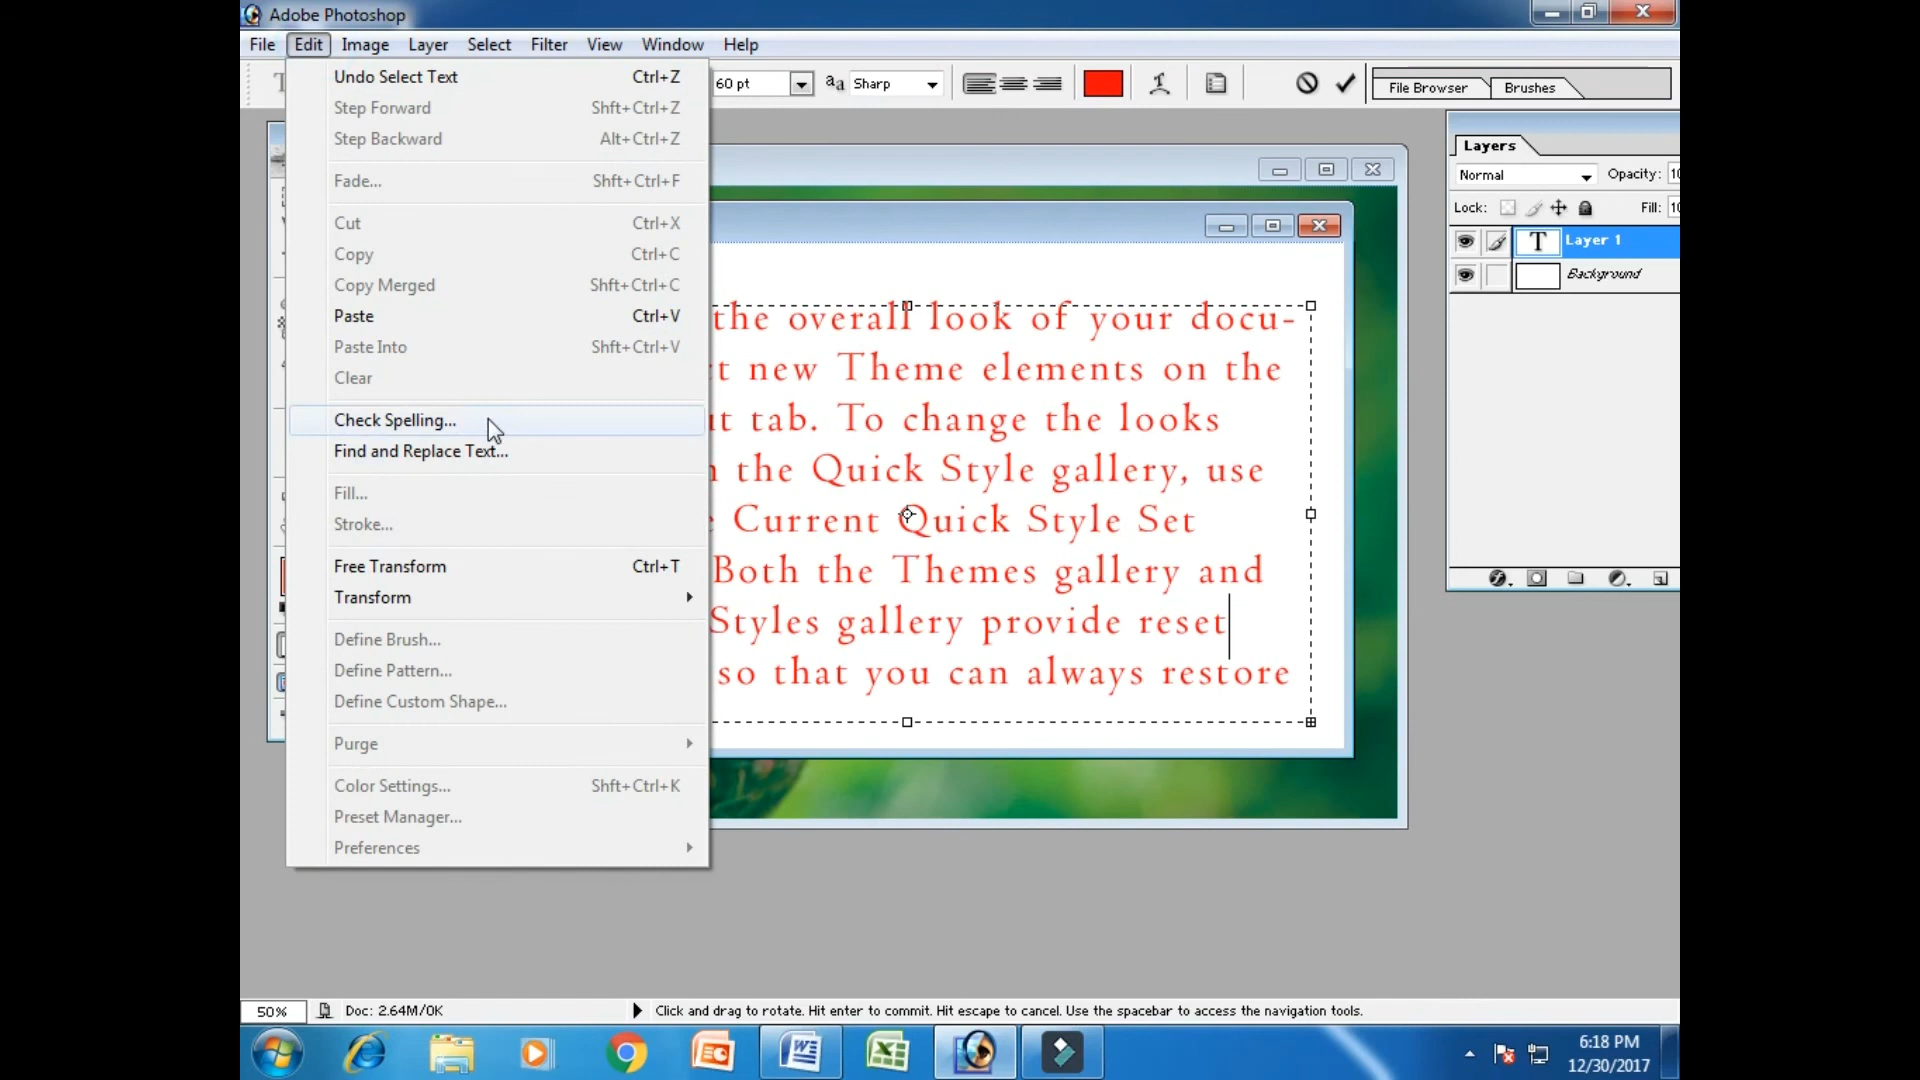 Adobe Photoshop
File Edit Image Layer Select Filter View Window Help
60 pt
aa Sharp
File Browser Brushes
Undo Select Text Ctrl+Z
Step Forward Shft+Ctrl+Z
Step Backward Alt+Ctrl+Z
Fade... Shft+Ctrl+F
Cut Ctrl+X
Copy Ctrl+C
Copy Merged Shft+Ctrl+C
Paste Ctrl+V
Paste Into Shft+Ctrl+V
Clear
Check Spelling...
Find and Replace Text...
Fill...
Stroke...
Free Transform Ctrl+T
Transform
Define Brush...
Define Pattern...
Define Custom Shape...
Purge
Color Settings... Shft+Ctrl+K
Preset Manager...
Preferences
the overall look of your docu-
new Theme elements on the
tab. To change the looks
the Quick Style gallery, use
Current Quick Style Set
Both the Themes gallery and
Styles gallery provide reset
so that you can always restore
Layers
Normal Opacity:
Lock: Fill:
T Layer 1
Background
50% Doc: 2.64M/0K Click and drag to rotate. Hit enter to commit. Hit escape to cancel. Use the spacebar to access the navigation tools.
6:18 PM
12/30/2017